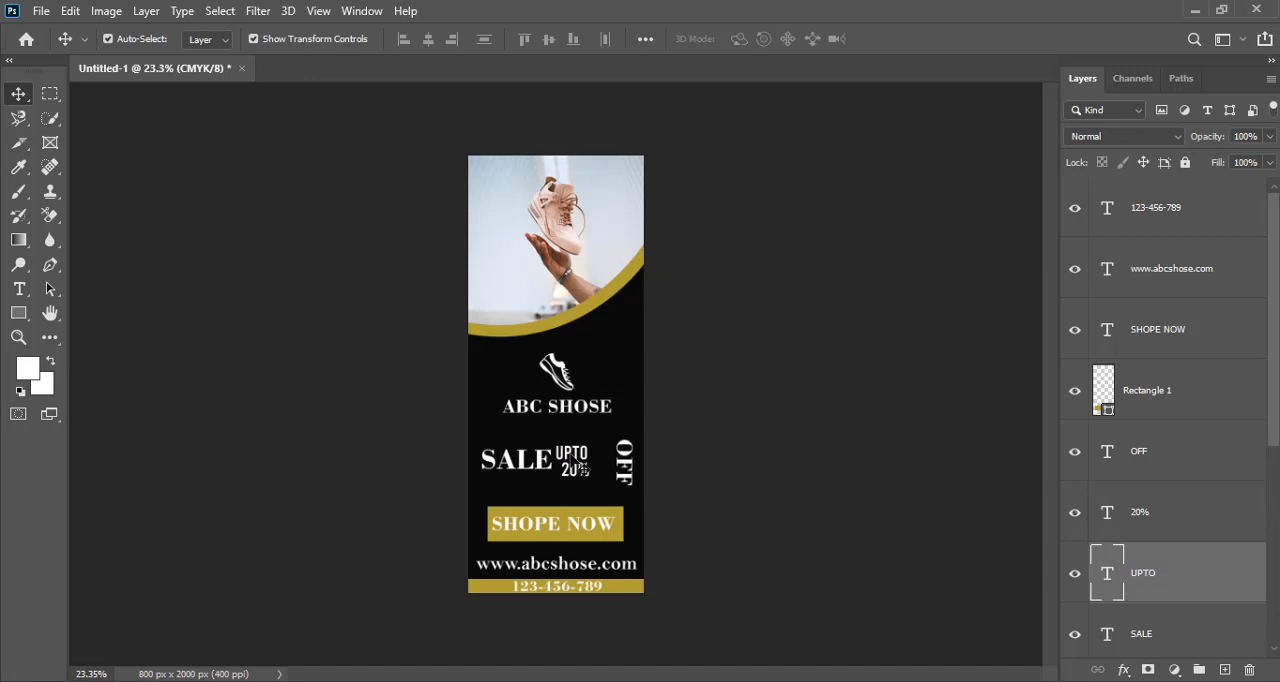 Ps File Edit Image Layer Type Select Filter 3D View Window Help
Auto-Select: Layer Show Transform Controls 3D Mode:
Untitled-1 @ 23.3% (CMYK/8) *
Layers Channels Paths
Kind
Normal Opacity: 100%
Lock: Fill: 100%
123-456-789
www.abcshose.com
SHOPE NOW
Rectangle 1
OFF
20%
UPTO
SALE
ABC SHOSE
SALE UPTO
20%
OFF
SHOPE NOW
www.abcshose.com
123-456-789
23.35% 800 px x 2000 px (400 ppi)